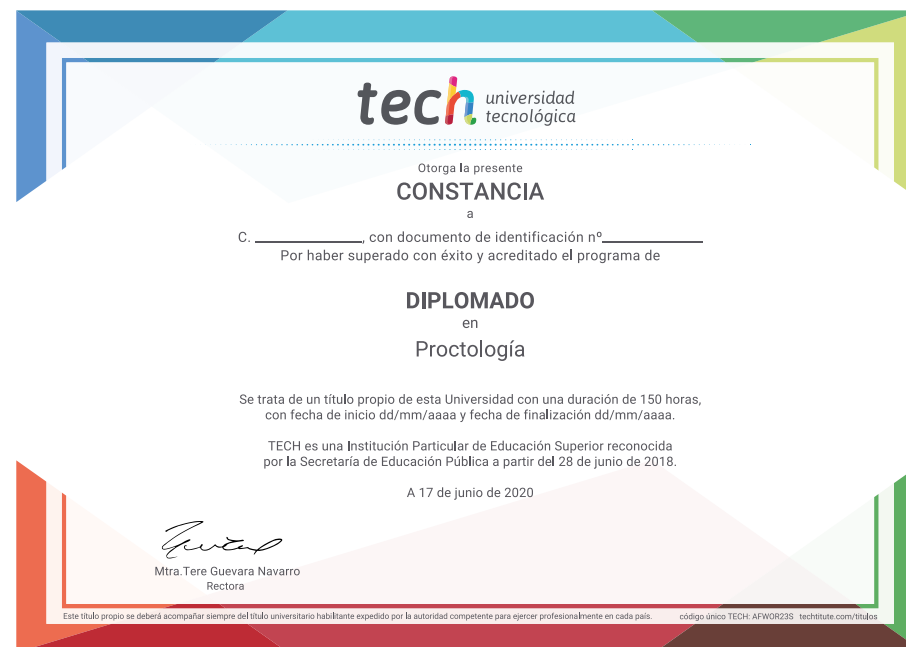 tech universidad
tecnológica
Otorga la presente
CONSTANCIA
a
C. ____________, con documento de identificación nº____________
Por haber superado con éxito y acreditado el programa de
DIPLOMADO
en
Proctología
Se trata de un título propio de esta Universidad con una duración de 150 horas,
con fecha de inicio dd/mm/aaaa y fecha de finalización dd/mm/aaaa.
TECH es una Institución Particular de Educación Superior reconocida
por la Secretaría de Educación Pública a partir del 28 de junio de 2018.
A 17 de junio de 2020
Mtra.Tere Guevara Navarro
Rectora
Este título propio se deberá acompañar siempre del título universitario habilitante expedido por la autoridad competente para ejercer profesionalmente en cada país. código único TECH: AFWOR23S techtitute.com/titulos